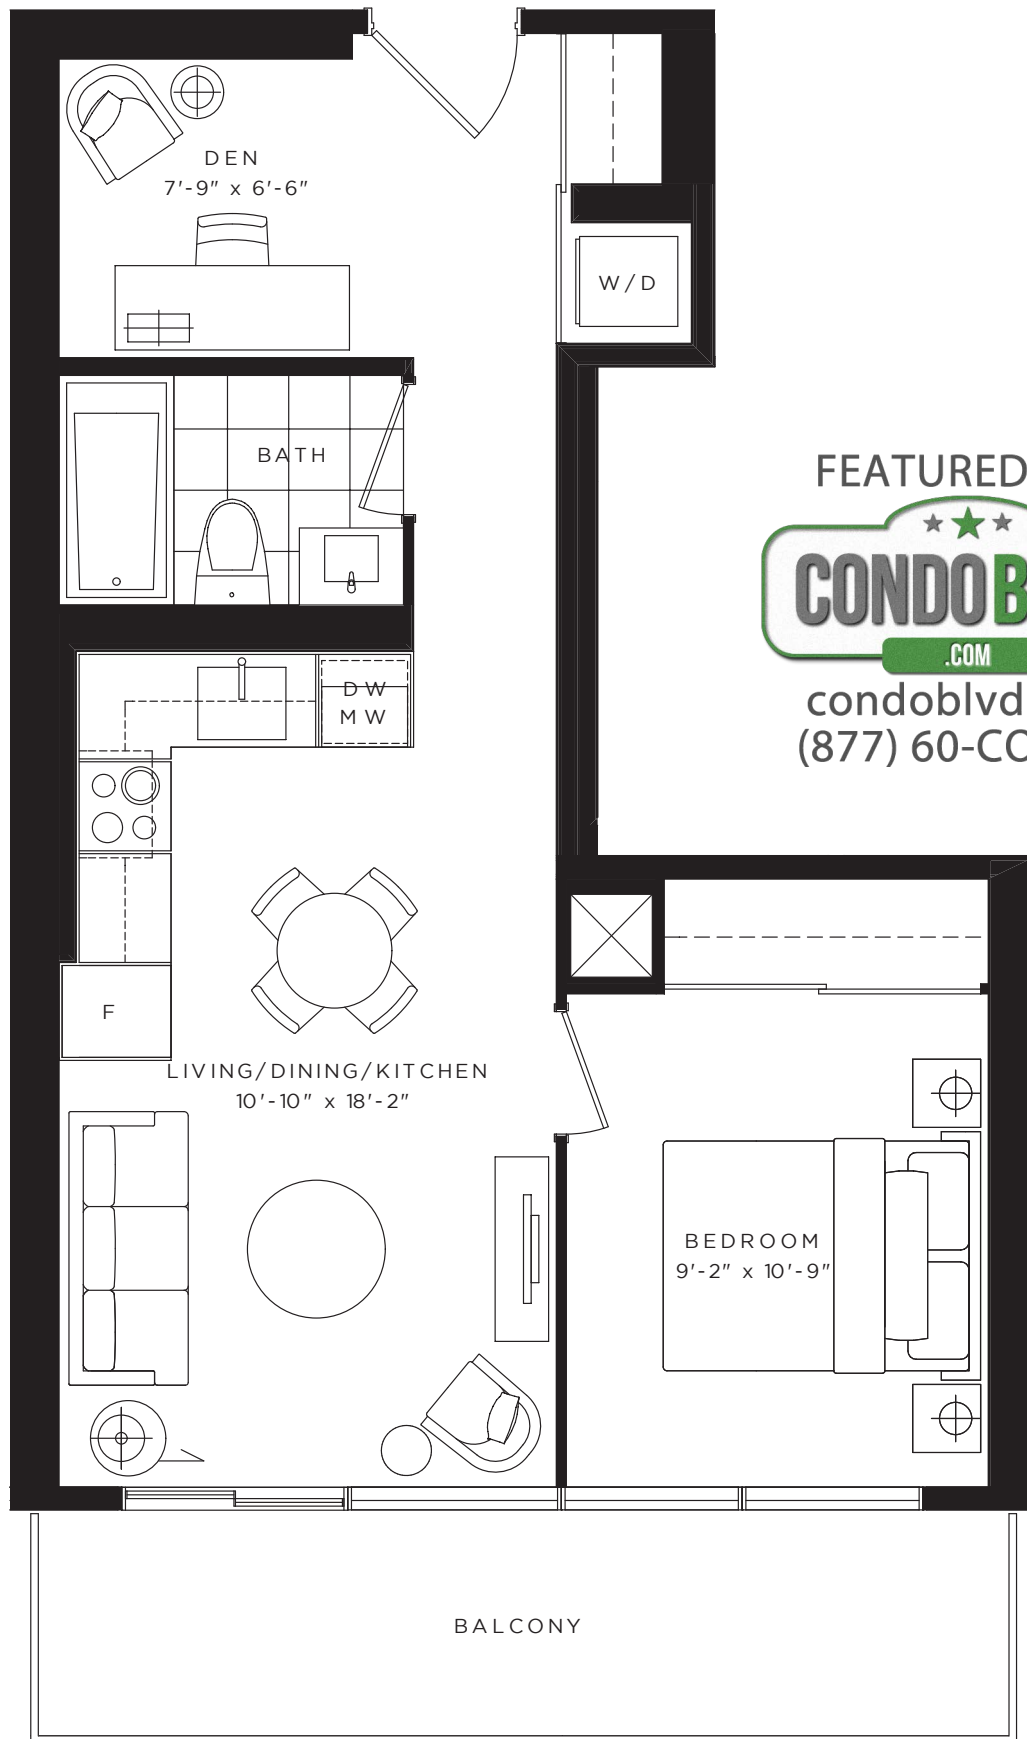 DEN
7'-9" x 6'-6"
W/D
BATH
FEATURED
CONDO B
.COM
condoblvd
(877) 60-CO
DW
MW
F
LIVING/DINING/KITCHEN
10'-10" x 18'-2"
BEDROOM
9'-2" x 10'-9"
BALCONY